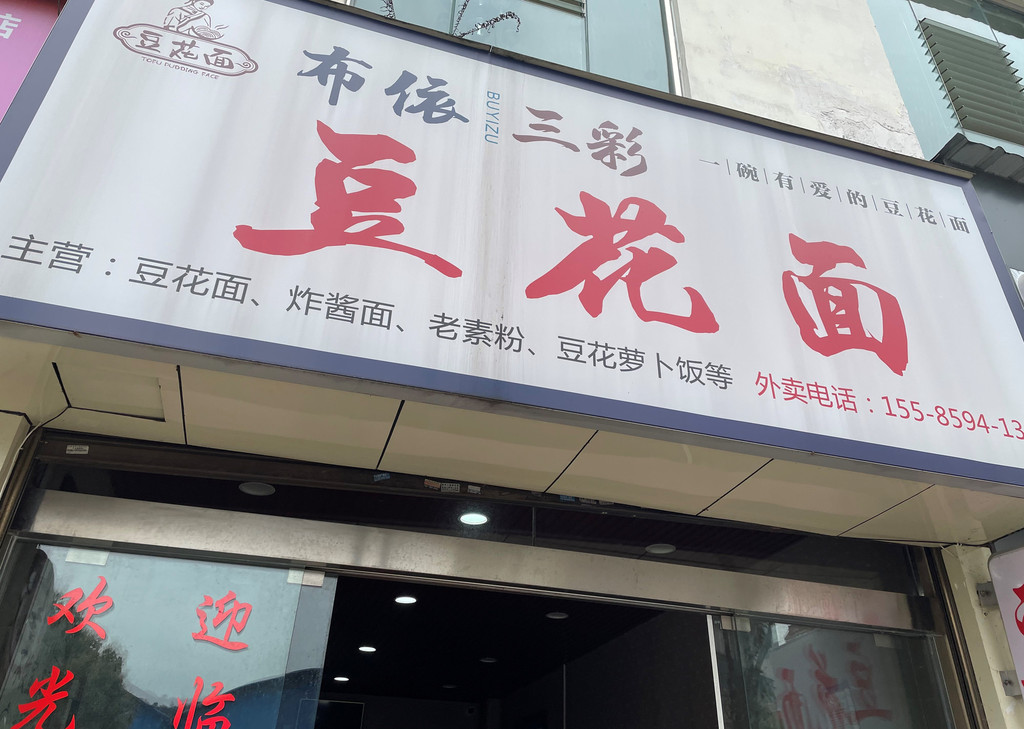 店
豆花面
TOFU PUDDING FACE
布依
BUYIZU
三彩
一|碗|有|爱|的|豆|花|面
豆花面
主营：豆花面、炸酱面、老素粉、豆花萝卜饭等
外卖电话：155-8594-13
欢迎
光临